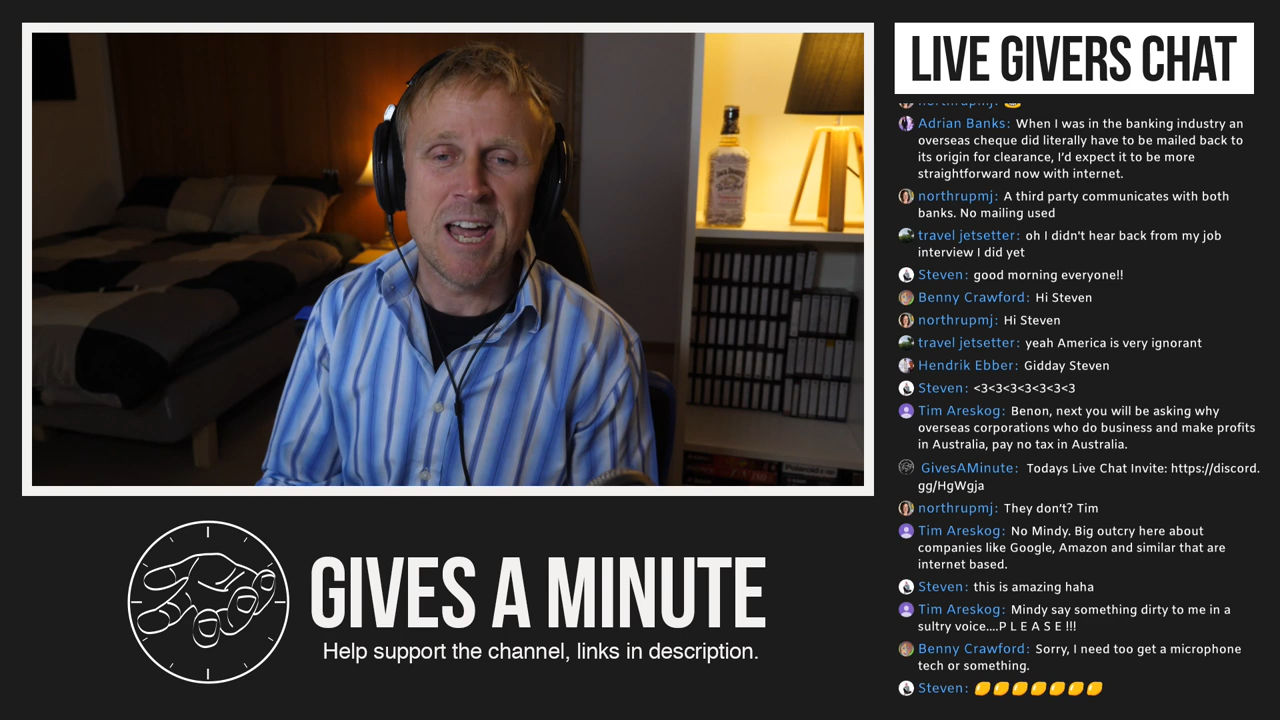 LIVE GIVERS CHAT
northrupmj:
Adrian Banks: When I was in the banking industry an
overseas cheque did literally have to be mailed back to
its origin for clearance, I'd expect it to be more
straightforward now with internet.
northrupmj: A third party communicates with both
banks. No mailing used
travel jetsetter: oh I didn't hear back from my job
interview I did yet
Steven: good morning everyone!!
Benny Crawford: Hi Steven
northrupmj: Hi Steven
travel jetsetter: yeah America is very ignorant
Hendrik Ebber: Gidday Steven
Steven: <3<3<3<3<3<3<3
Tim Areskog: Benon, next you will be asking why
overseas corporations who do business and make profits
in Australia, pay no tax in Australia.
GivesAMinute: Todays Live Chat Invite: https://discord.
gg/HgWgja
northrupmj: They don't? Tim
Tim Areskog: No Mindy. Big outcry here about
companies like Google, Amazon and similar that are
internet based.
Steven: this is amazing haha
Tim Areskog: Mindy say something dirty to me in a
sultry voice....P L E A S E !!!
Benny Crawford: Sorry, I need too get a microphone
tech or something.
Steven: 🍋🍋🍋🍋🍋🍋🍋
JACK DANIEL'S
Polaroid
GIVES A MINUTE
Help support the channel, links in description.